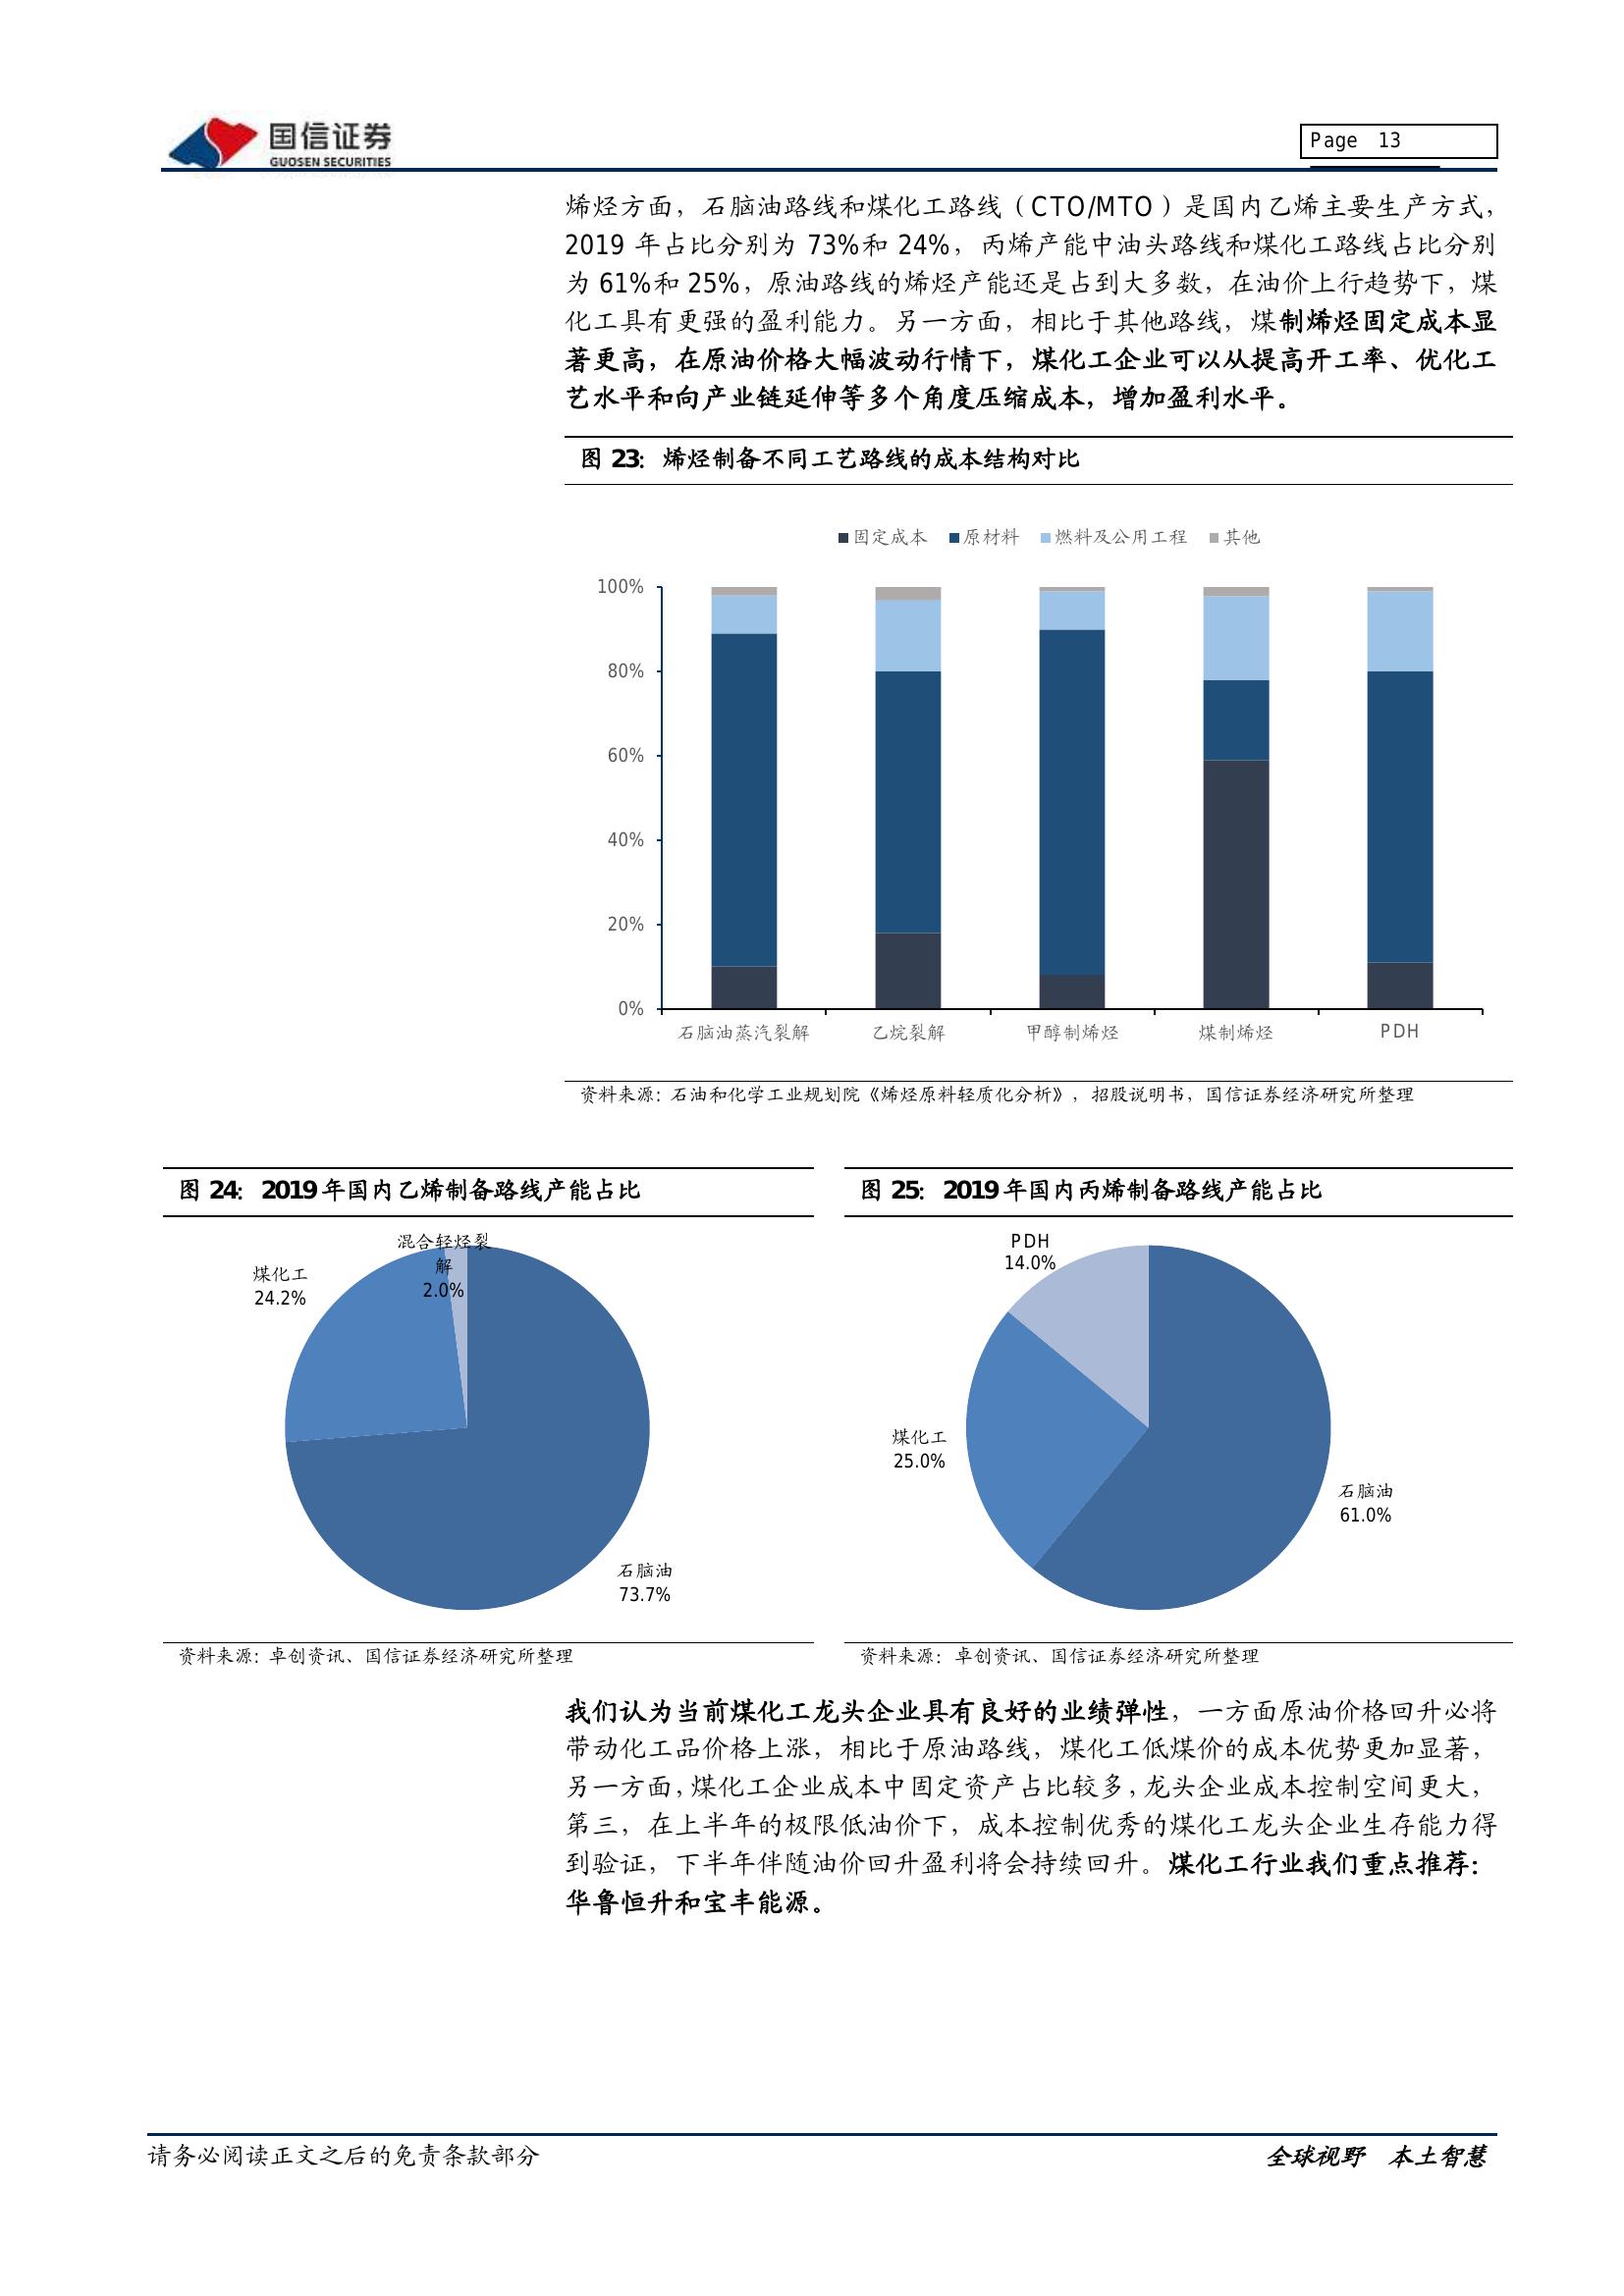 国信证券
GUOSEN SECURITIES
Page 13
烯烃方面，石脑油路线和煤化工路线（CTO/MTO）是国内乙烯主要生产方式，
2019 年占比分别为 73%和 24%，丙烯产能中油头路线和煤化工路线占比分别
为 61%和 25%，原油路线的烯烃产能还是占到大多数，在油价上行趋势下，煤
化工具有更强的盈利能力。另一方面，相比于其他路线，煤制烯烃固定成本显
著更高，在原油价格大幅波动行情下，煤化工企业可以从提高开工率、优化工
艺水平和向产业链延伸等多个角度压缩成本，增加盈利水平。
图 23：烯烃制备不同工艺路线的成本结构对比
固定成本 原材料 燃料及公用工程 其他
100%
80%
60%
40%
20%
0%
石脑油蒸汽裂解 乙烷裂解 甲醇制烯烃 煤制烯烃 PDH
资料来源：石油和化学工业规划院《烯烃原料轻质化分析》，招股说明书，国信证券经济研究所整理
图 24：2019 年国内乙烯制备路线产能占比
混合轻烃裂
解
2.0%
煤化工
24.2%
石脑油
73.7%
资料来源：卓创资讯、国信证券经济研究所整理
图 25：2019 年国内丙烯制备路线产能占比
PDH
14.0%
煤化工
25.0%
石脑油
61.0%
资料来源：卓创资讯、国信证券经济研究所整理
我们认为当前煤化工龙头企业具有良好的业绩弹性，一方面原油价格回升必将
带动化工品价格上涨，相比于原油路线，煤化工低煤价的成本优势更加显著，
另一方面，煤化工企业成本中固定资产占比较多，龙头企业成本控制空间更大，
第三，在上半年的极限低油价下，成本控制优秀的煤化工龙头企业生存能力得
到验证，下半年伴随油价回升盈利将会持续回升。煤化工行业我们重点推荐：
华鲁恒升和宝丰能源。
请务必阅读正文之后的免责条款部分
全球视野 本土智慧